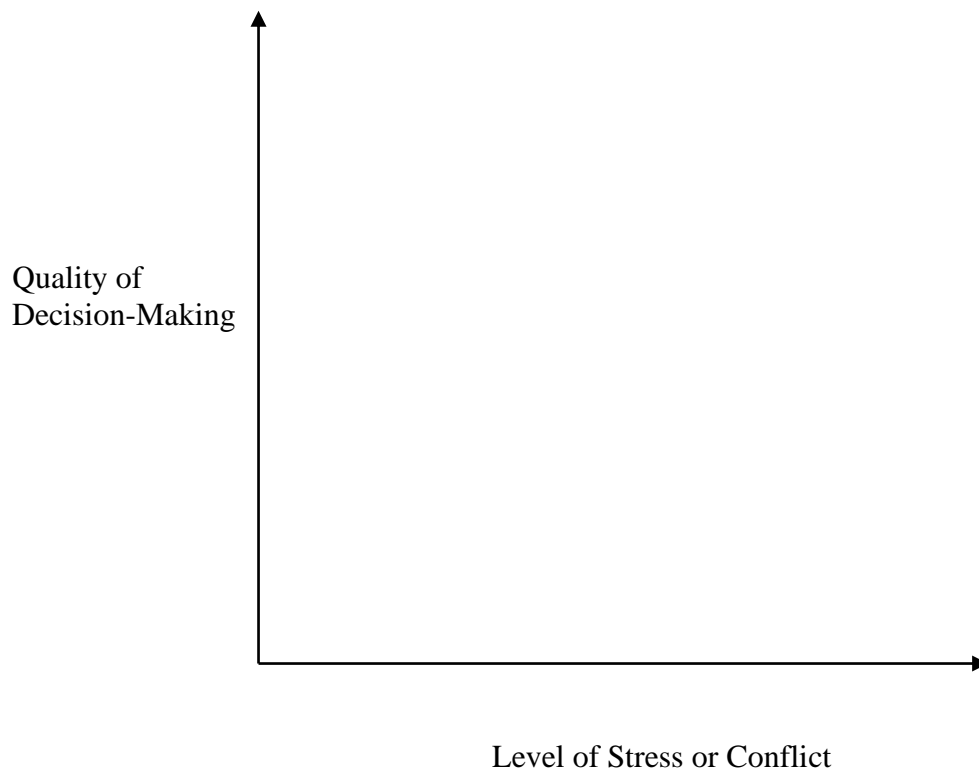 Quality of
Decision-Making
Level of Stress or Conflict